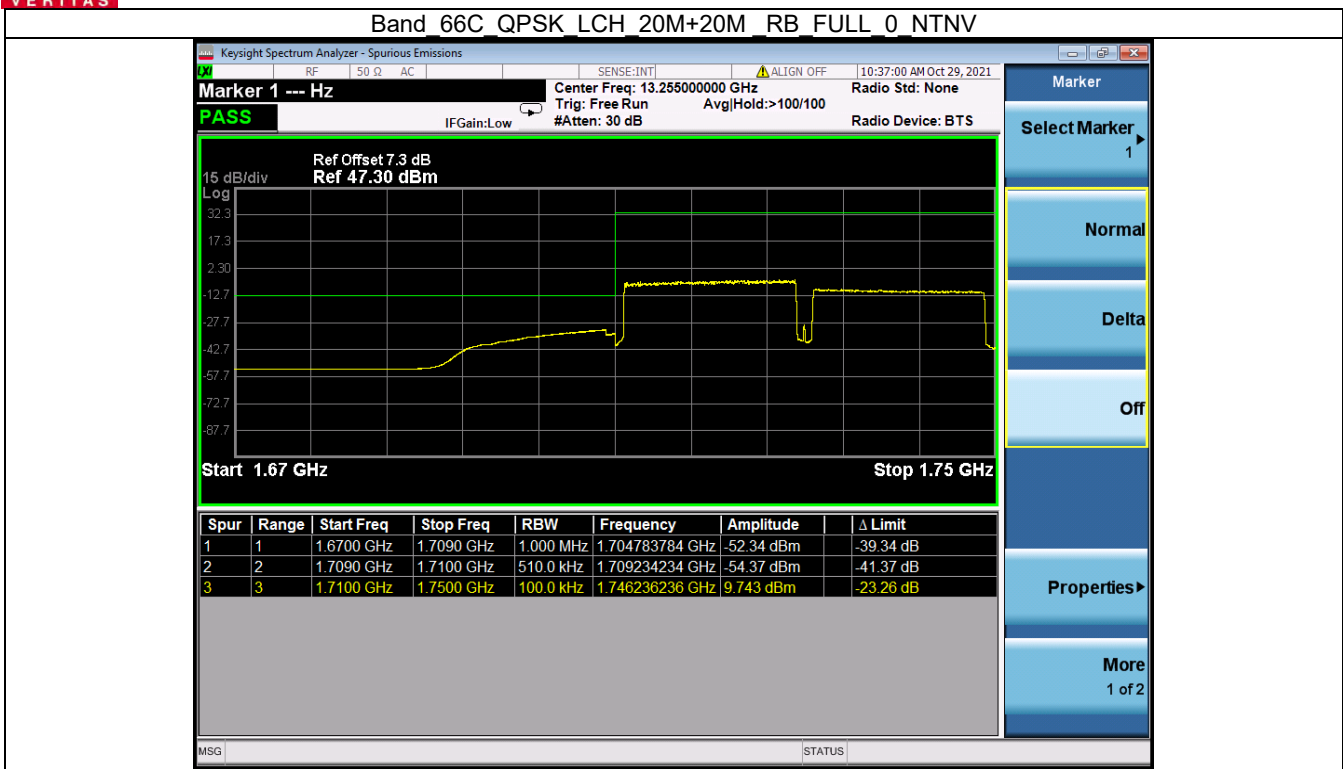 VERITAS
Band_66C_QPSK_LCH_20M+20M _RB_FULL_0_NTNV
Keysight Spectrum Analyzer - Spurious Emissions
LXI RF 50 Ω AC SENSE:INT ALIGN OFF 10:37:00 AM Oct 29, 2021
Marker 1 --- Hz
Center Freq: 13.255000000 GHz Radio Std: None
Trig: Free Run Avg|Hold:>100/100
PASS IFGain:Low #Atten: 30 dB Radio Device: BTS
Ref Offset 7.3 dB
15 dB/div Ref 47.30 dBm
Log
32.3
17.3
2.30
-12.7
-27.7
-42.7
-57.7
-72.7
-87.7
Start 1.67 GHz Stop 1.75 GHz
Spur Range Start Freq Stop Freq RBW Frequency Amplitude Δ Limit
1 1 1.6700 GHz 1.7090 GHz 1.000 MHz 1.704783784 GHz -52.34 dBm -39.34 dB
2 2 1.7090 GHz 1.7100 GHz 510.0 kHz 1.709234234 GHz -54.37 dBm -41.37 dB
3 3 1.7100 GHz 1.7500 GHz 100.0 kHz 1.746236236 GHz 9.743 dBm -23.26 dB
MSG STATUS
Marker
Select Marker
1
Normal
Delta
Off
Properties
More
1 of 2